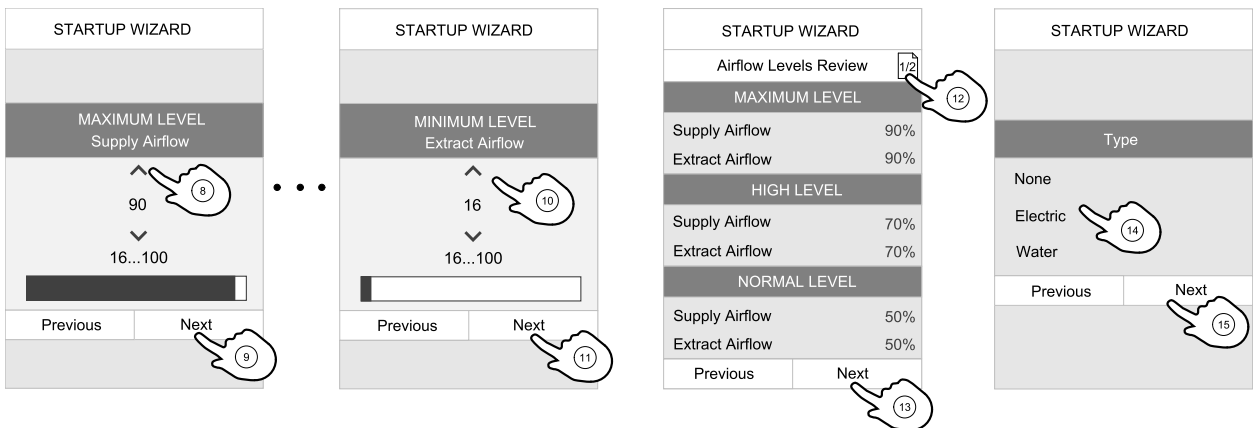 STARTUP WIZARD
MAXIMUM LEVEL
Supply Airflow
8
90
16...100
Previous Next
9
STARTUP WIZARD
MINIMUM LEVEL
Extract Airflow
10
16
16...100
Previous Next
11
STARTUP WIZARD
Airflow Levels Review 1/2
12
MAXIMUM LEVEL
Supply Airflow 90%
Extract Airflow 90%
HIGH LEVEL
Supply Airflow 70%
Extract Airflow 70%
NORMAL LEVEL
Supply Airflow 50%
Extract Airflow 50%
Previous Next
13
STARTUP WIZARD
Type
None
Electric
14
Water
Previous Next
15